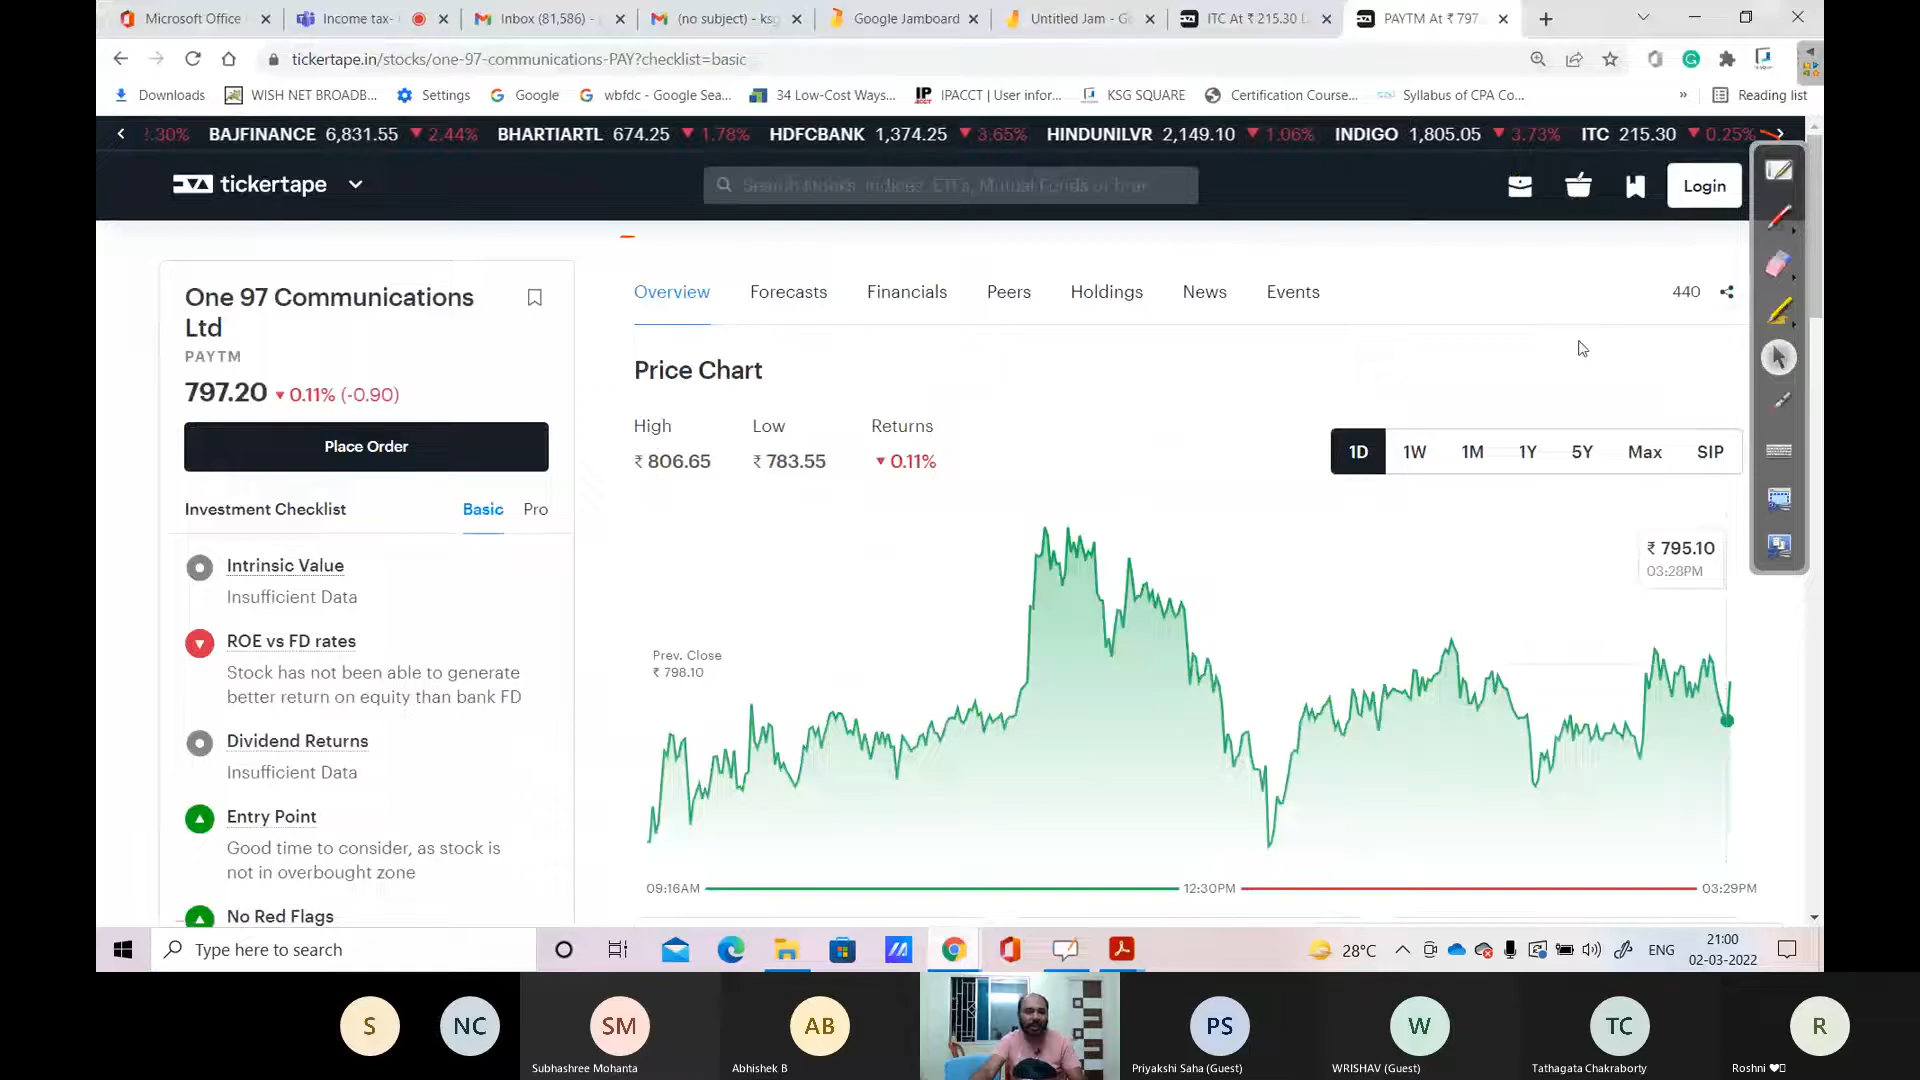 Microsoft Office
Income tax-
Inbox (81,586) -
(no subject) - ksg
Google Jamboard
Untitled Jam - Go
ITC At ₹ 215.30
PAYTM At ₹ 797
tickertape.in/stocks/one-97-communications-PAY?checklist=basic
Downloads
WISH NET BROADB...
Settings
Google
wbfdc - Google Sea...
34 Low-Cost Ways...
IPACCT | User infor...
KSG SQUARE
Certification Course...
Syllabus of CPA Co...
»
Reading list
.30% BAJFINANCE 6,831.55 ▼ 2.44% BHARTIARTL 674.25 ▼ 1.78% HDFCBANK 1,374.25 ▼ 3.65% HINDUNILVR 2,149.10 ▼ 1.06% INDIGO 1,805.05 ▼ 3.73% ITC 215.30 ▼ 0.25%
tickertape
Search stocks, indices, ETFs, Mutual Funds or
Login
One 97 Communications
Ltd
PAYTM
797.20 ▼ 0.11% (-0.90)
Place Order
Investment Checklist Basic Pro
Intrinsic Value
Insufficient Data
ROE vs FD rates
Stock has not been able to generate
better return on equity than bank FD
Dividend Returns
Insufficient Data
Entry Point
Good time to consider, as stock is
not in overbought zone
No Red Flags
Overview Forecasts Financials Peers Holdings News Events
440
Price Chart
High Low Returns
₹ 806.65 ₹ 783.55 ▼ 0.11%
1D 1W 1M 1Y 5Y Max SIP
₹ 795.10
03:28PM
Prev. Close
₹ 798.10
09:16AM 12:30PM 03:29PM
Type here to search
28°C
ENG
21:00
02-03-2022
S
NC
SM
Subhashree Mohanta
AB
Abhishek B
PS
Priyakshi Saha (Guest)
W
WRISHAV (Guest)
TC
Tathagata Chakraborty
R
Roshni ❤